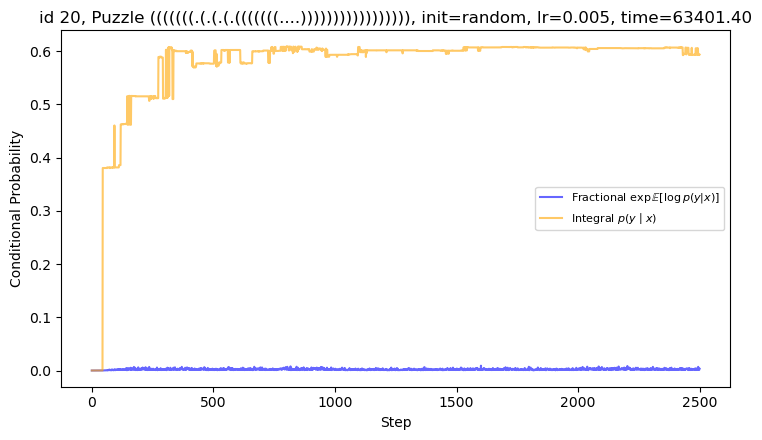 id 20, Puzzle (((((((.(.(.(.(((((((....))))))))))))))))), init=random, lr=0.005, time=63401.40
0.6
0.5
0.4
0.3
0.2
0.1
0.0
Conditional Probability
Fractional exp𝔼[log p(y|x)]
Integral p(y | x)
0 500 1000 1500 2000 2500
Step